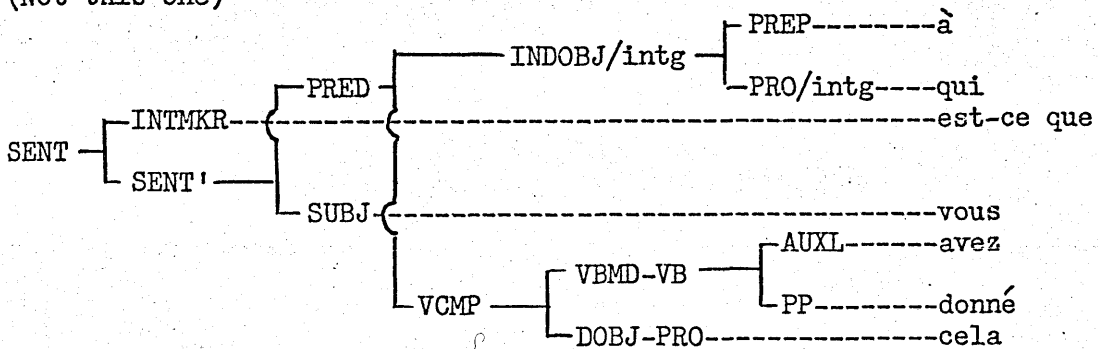 (Not this one)
PREP--------à
INDOBJ/intg
PRED
PRO/intg----qui
INTMKR--------est-ce que
SENT
SENT'
SUBJ--------vous
AUXL------avez
VBMD-VB
VCMP
PP------donné
DOBJ-PRO--------cela